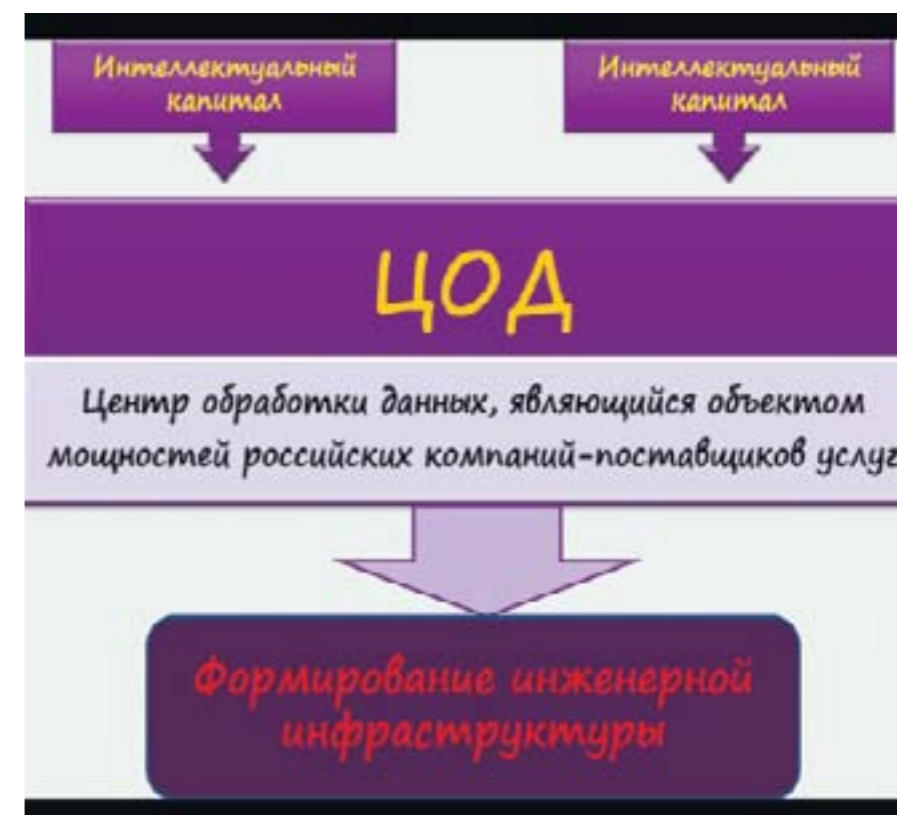 Интеллектуальный
капитал
Интеллектуальный
капитал
ЦОД
Центр обработки данных, являющийся объектом
мощностей российских компаний-поставщиков услуг
Формирование инженерной
инфраструктуры